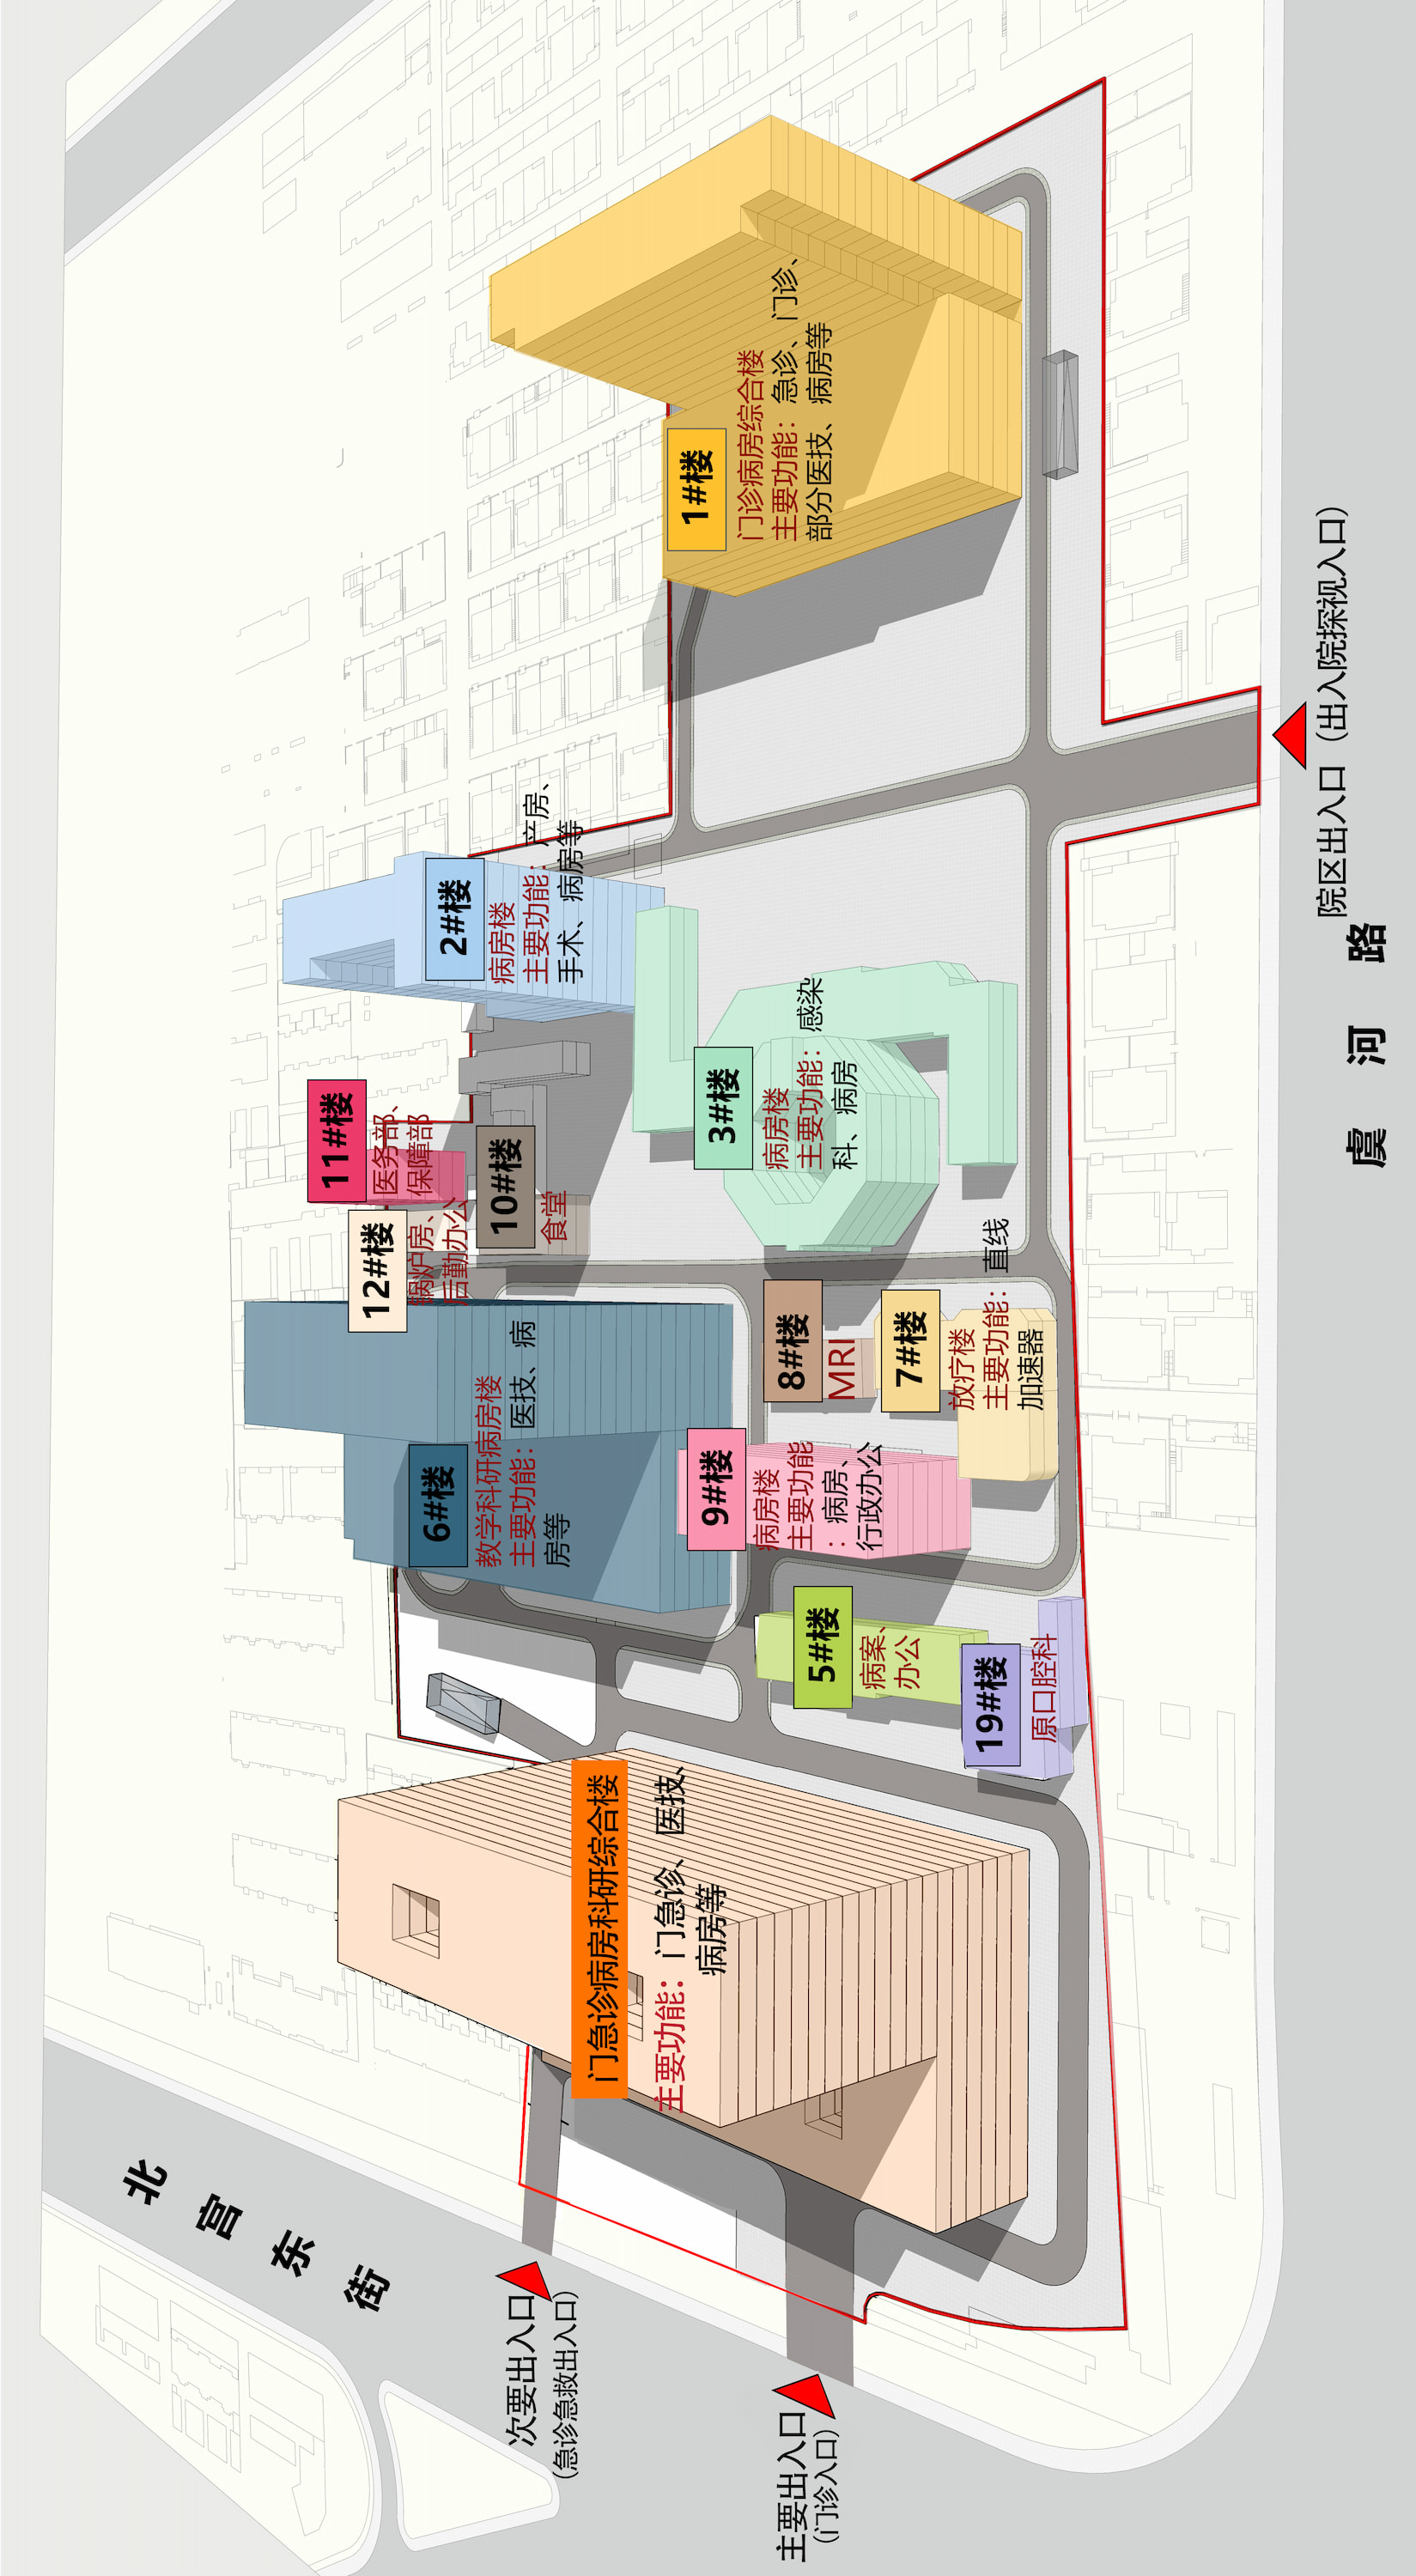 北宫东街
次要出入口
(急诊急救出入口)
主要出入口
(门诊入口)
门急诊病房科研综合楼
主要功能：门急诊、医技、
病房等
6#楼
教学科研病房楼
主要功能：医技、病
房等
12#楼
锅炉房、
后勤办公
11#楼
医务部、
保障部
10#楼
食堂
2#楼
病房楼
主要功能：产房、
手术、病房等
1#楼
门诊病房综合楼
主要功能：急诊、门诊、
部分医技、病房等
3#楼
病房楼
主要功能：感染
科、病房
8#楼
MRI
7#楼
放疗楼
主要功能：直线
加速器
9#楼
病房楼
主要功能
：病房、
行政办公
5#楼
病案、
办公
19#楼
原口腔科
院区出入口（出入院探视入口）
虞河路